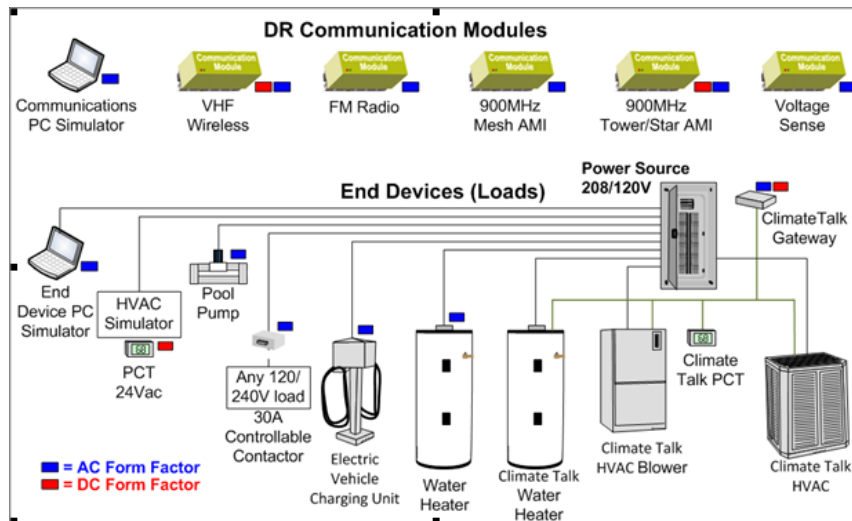 DR Communication Modules
Communications
PC Simulator
Communication
Module
VHF
Wireless
Communication
Module
FM Radio
Communication
Module
900MHz
Mesh AMI
Communication
Module
900MHz
Tower/Star AMI
Communication
Module
Voltage
Sense
End Devices (Loads)
Power Source
208/120V
ClimateTalk
Gateway
End
Device PC
Simulator
HVAC
Simulator
68
PCT
24Vac
Pool
Pump
Any 120/
240V load
30A
Controllable
Contactor
Electric
Vehicle
Charging Unit
Water
Heater
Climate Talk
Water
Heater
Climate Talk
HVAC Blower
68
Climate
Talk PCT
Climate Talk
HVAC
= AC Form Factor
= DC Form Factor